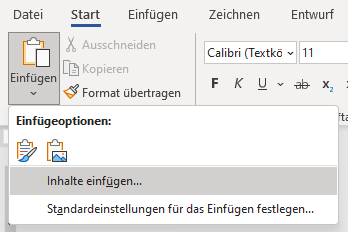 Datei Start Einfügen Zeichnen Entwurf
Einfügen
Ausschneiden
Kopieren
Format übertragen
Calibri (Textkö 11
F K U ab x₂
Einfügeoptionen:
Inhalte einfügen...
Standardeinstellungen für das Einfügen festlegen...